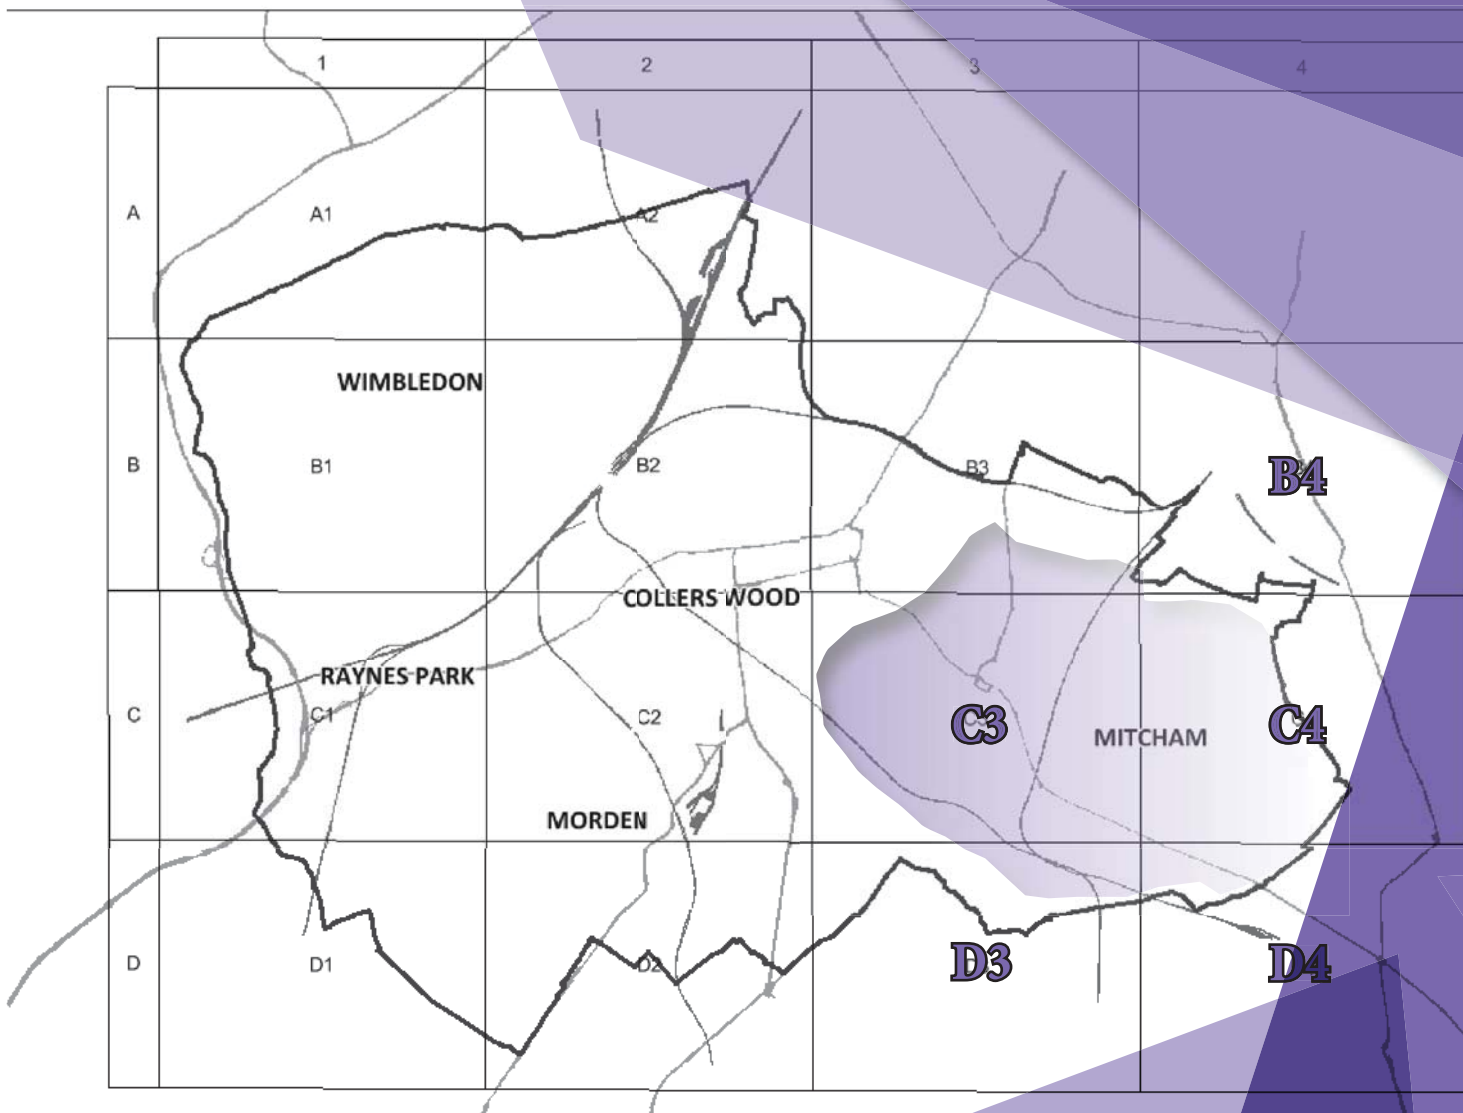 1 2 3 4
A A1 A2
WIMBLEDON
B B1 B2 B3 B4
COLLERS WOOD
RAYNES PARK
C C1 C2 C3 MITCHAM C4
MORDEN
D D1 D2 D3 D4